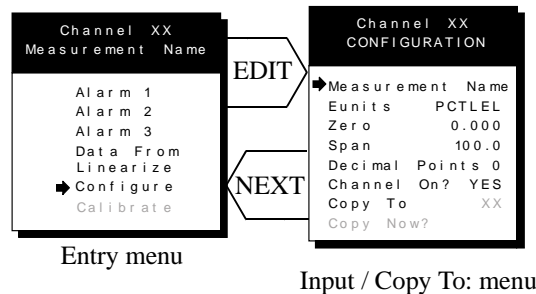 Channel XX
Measurement Name
Alarm 1
Alarm 2
Alarm 3
Data From
Linearize
Configure
Calibrate
Entry menu
EDIT
NEXT
Channel XX
CONFIGURATION
Measurement Name
Eunits PCTLEL
Zero 0.000
Span 100.0
Decimal Points 0
Channel On? YES
Copy To XX
Copy Now?
Input / Copy To: menu